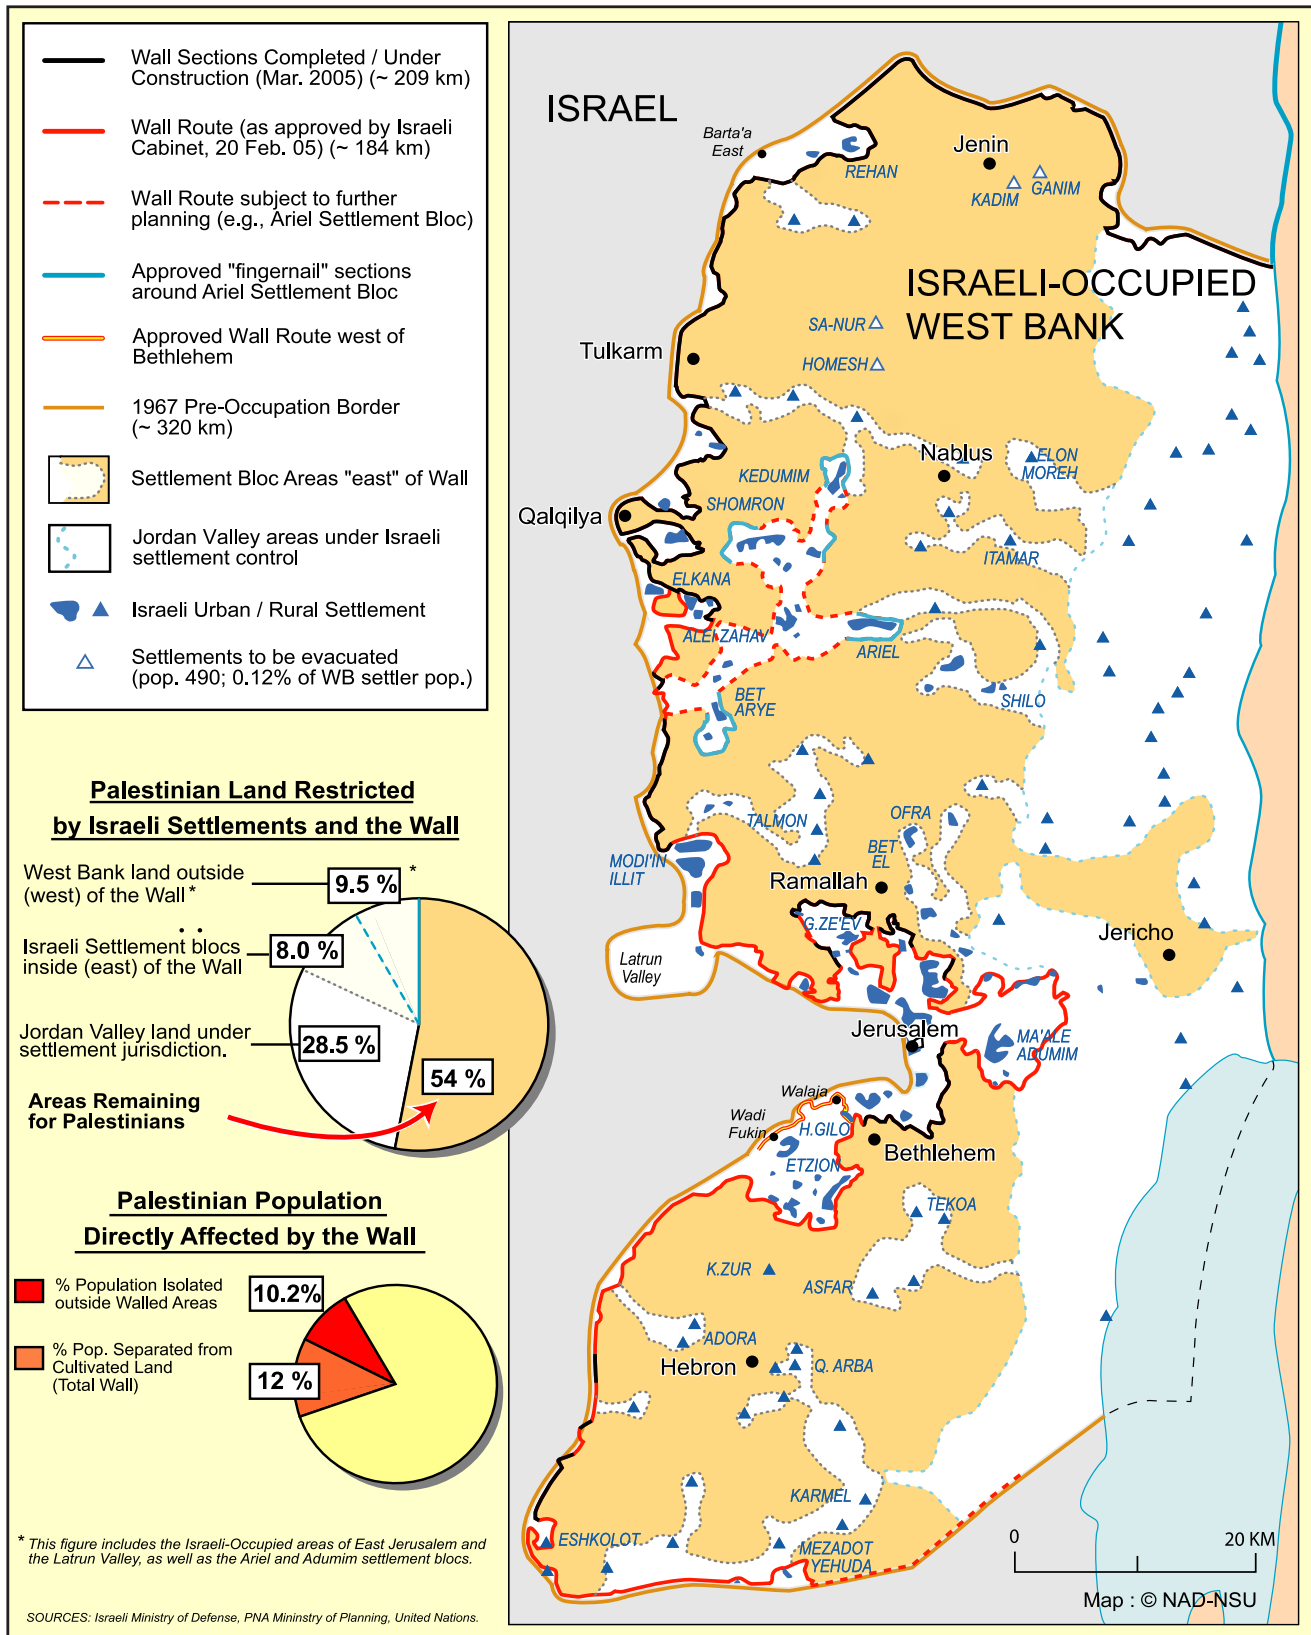 Wall Sections Completed / Under
Construction (Mar. 2005) (~ 209 km)
Wall Route (as approved by Israeli
Cabinet, 20 Feb. 05) (~ 184 km)
Wall Route subject to further
planning (e.g., Ariel Settlement Bloc)
Approved "fingernail" sections
around Ariel Settlement Bloc
Approved Wall Route west of
Bethlehem
1967 Pre-Occupation Border
(~ 320 km)
Settlement Bloc Areas "east" of Wall
Jordan Valley areas under Israeli
settlement control
Israeli Urban / Rural Settlement
Settlements to be evacuated
(pop. 490; 0.12% of WB settler pop.)
Palestinian Land Restricted
by Israeli Settlements and the Wall
West Bank land outside
(west) of the Wall *
9.5 %
*
Israeli Settlement blocs
inside (east) of the Wall
8.0 %
Jordan Valley land under
settlement jurisdiction.
28.5 %
54 %
Areas Remaining
for Palestinians
Palestinian Population
Directly Affected by the Wall
% Population Isolated
outside Walled Areas
10.2%
% Pop. Separated from
Cultivated Land
(Total Wall)
12 %
* This figure includes the Israeli-Occupied areas of East Jerusalem and
the Latrun Valley, as well as the Ariel and Adumim settlement blocs.
SOURCES: Israeli Ministry of Defense, PNA Mininstry of Planning, United Nations.
ISRAEL
Barta'a
East
REHAN
Jenin
KADIM
GANIM
ISRAELI-OCCUPIED
WEST BANK
SA-NUR
HOMESH
Tulkarm
KEDUMIM
Nablus
ELON
MOREH
SHOMRON
Qalqilya
ITAMAR
ELKANA
ALEI ZAHAV
ARIEL
BET
ARYE
SHILO
TALMON
OFRA
BET
EL
MODI'IN
ILLIT
Ramallah
G.ZE'EV
Jericho
Latrun
Valley
Jerusalem
MA'ALE
ADUMIM
Walaja
Wadi
Fukin
H.GILO
Bethlehem
ETZION
TEKOA
K.ZUR
ASFAR
ADORA
Hebron
Q. ARBA
KARMEL
ESHKOLOT
MEZADOT
YEHUDA
0
20 KM
Map : © NAD-NSU